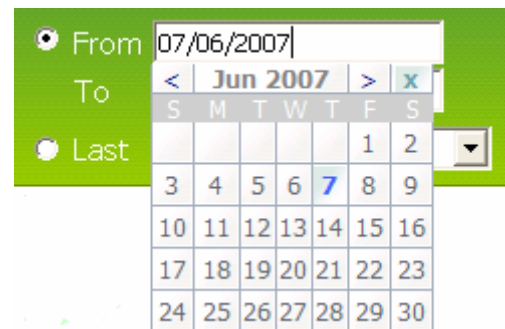 From 07/06/2007
To
< Jun 2007 > x
S M T W T F S
Last
1 2
3 4 5 6 7 8 9
10 11 12 13 14 15 16
17 18 19 20 21 22 23
24 25 26 27 28 29 30